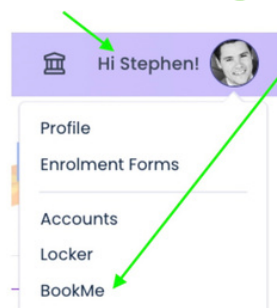 Hi Stephen!
Profile
Enrolment Forms
Accounts
Locker
BookMe